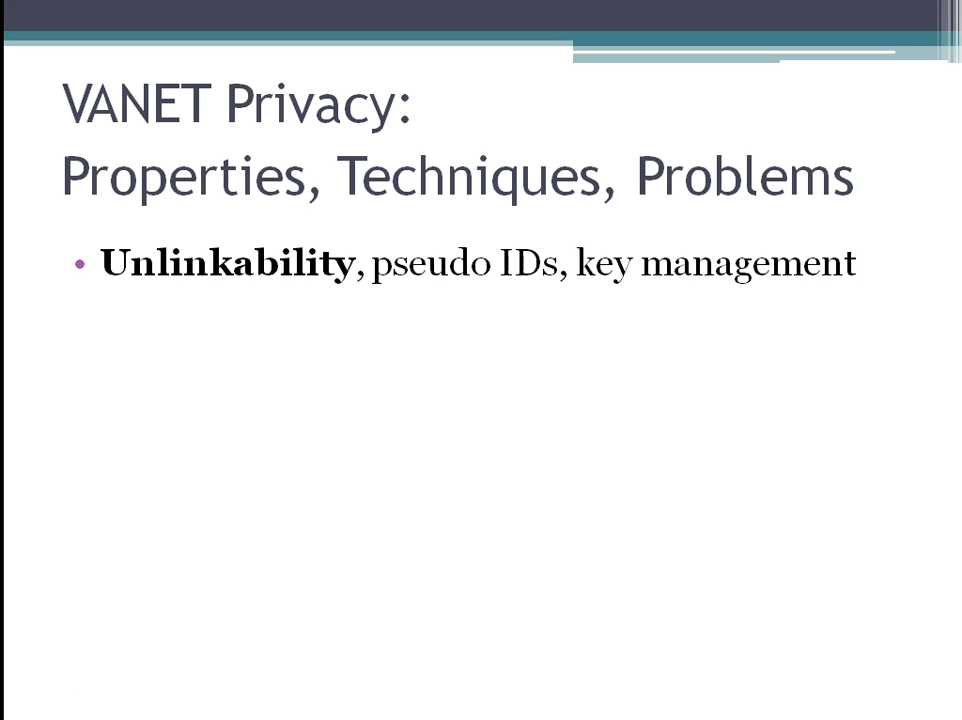 VANET Privacy:
Properties, Techniques, Problems
• Unlinkability, pseudo IDs, key management